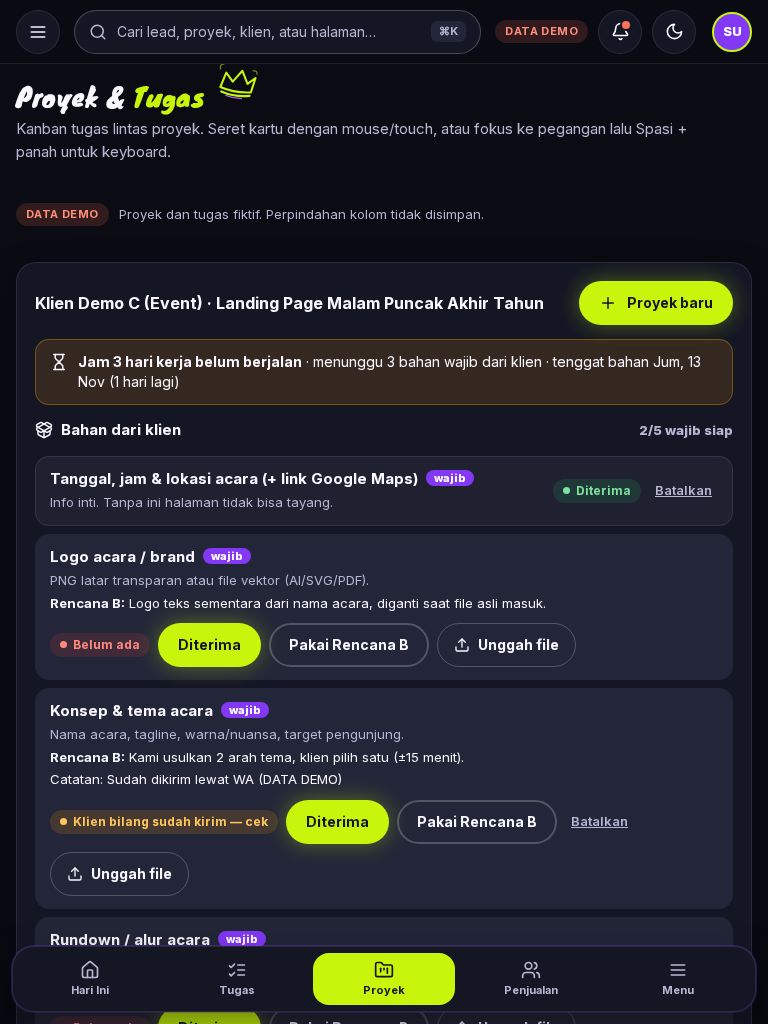 Cari lead, proyek, klien, atau halaman…
⌘K
DATA DEMO
SU
Proyek & Tugas
Kanban tugas lintas proyek. Seret kartu dengan mouse/touch, atau fokus ke pegangan lalu Spasi +
panah untuk keyboard.
DATA DEMO
Proyek dan tugas fiktif. Perpindahan kolom tidak disimpan.
Klien Demo C (Event) · Landing Page Malam Puncak Akhir Tahun
Proyek baru
Jam 3 hari kerja belum berjalan · menunggu 3 bahan wajib dari klien · tenggat bahan Jum, 13
Nov (1 hari lagi)
Bahan dari klien
2/5 wajib siap
Tanggal, jam & lokasi acara (+ link Google Maps) wajib
Info inti. Tanpa ini halaman tidak bisa tayang.
Diterima
Batalkan
Logo acara / brand wajib
PNG latar transparan atau file vektor (AI/SVG/PDF).
Rencana B: Logo teks sementara dari nama acara, diganti saat file asli masuk.
Belum ada
Diterima
Pakai Rencana B
Unggah file
Konsep & tema acara wajib
Nama acara, tagline, warna/nuansa, target pengunjung.
Rencana B: Kami usulkan 2 arah tema, klien pilih satu (±15 menit).
Catatan: Sudah dikirim lewat WA (DATA DEMO)
Klien bilang sudah kirim — cek
Diterima
Pakai Rencana B
Batalkan
Unggah file
Rundown / alur acara wajib
Hari Ini
Tugas
Proyek
Penjualan
Menu